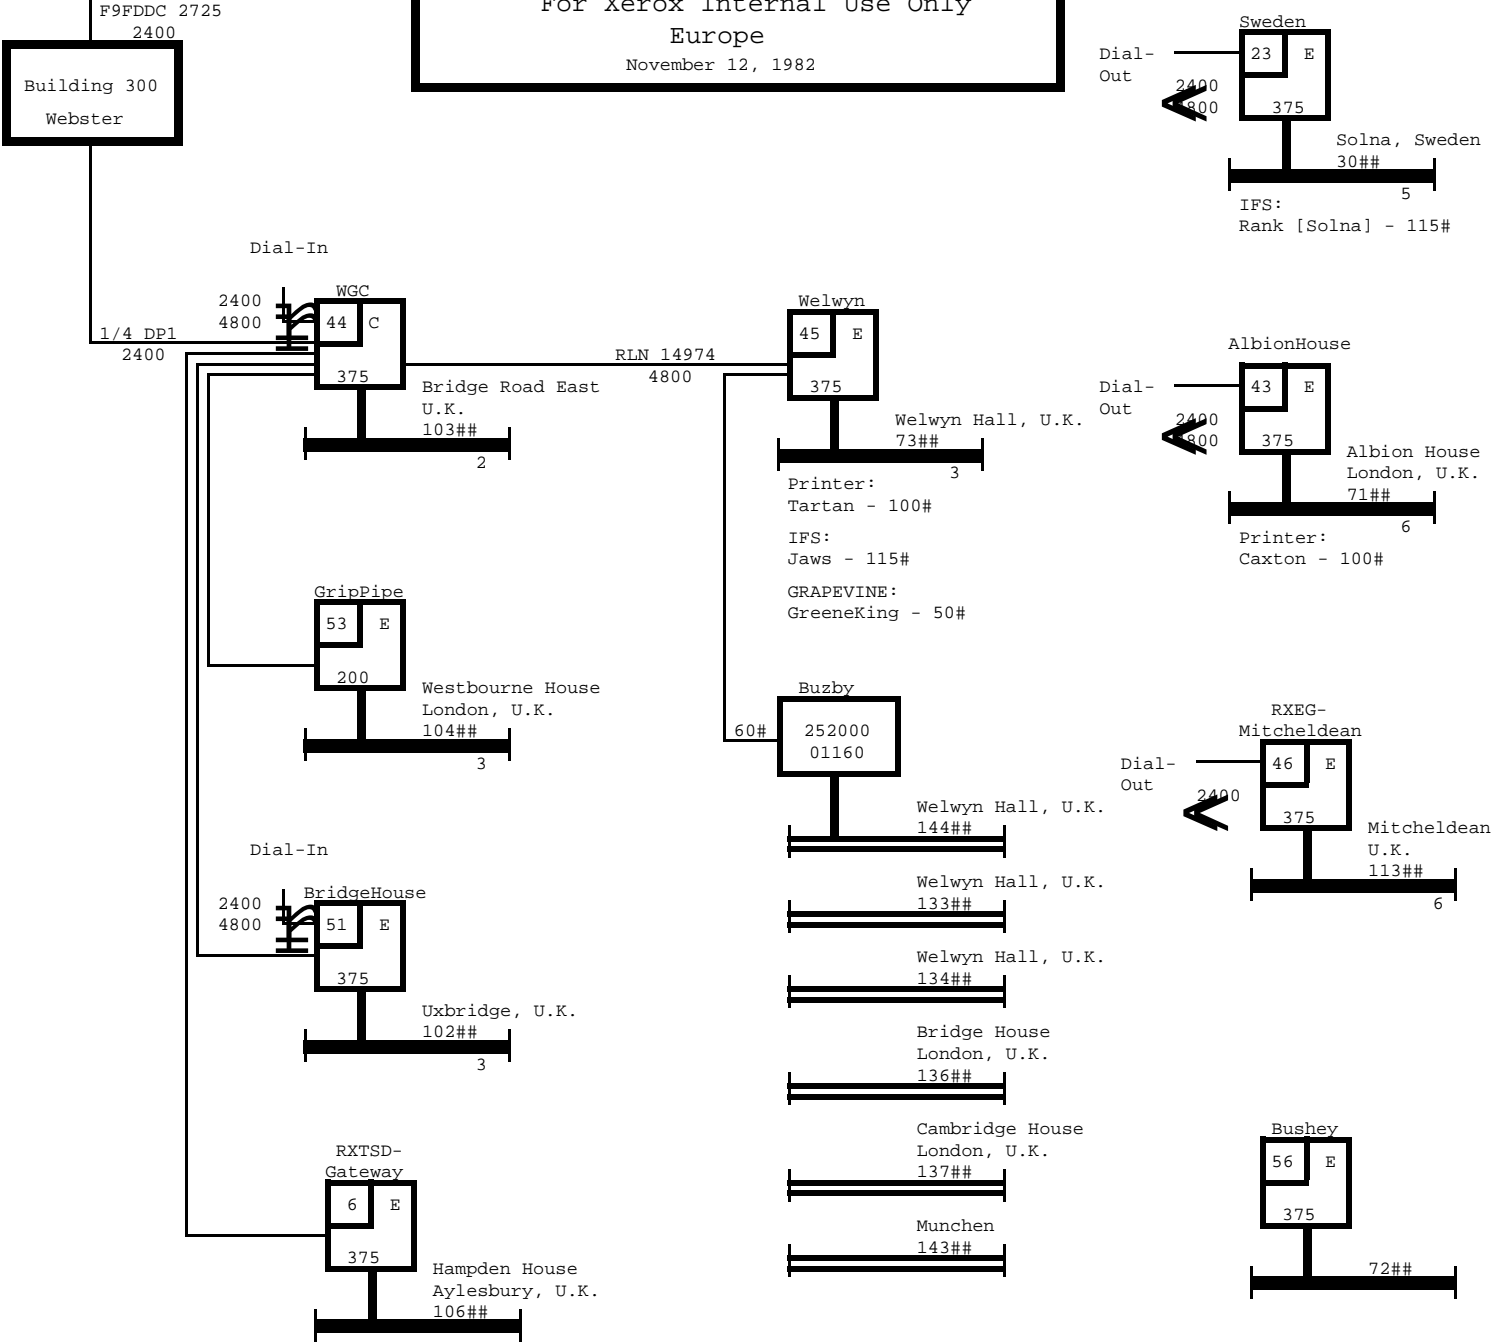 F9FDDC 2725
2400
Building 300
Webster
For Xerox Internal Use Only
Europe
November 12, 1982
Sweden
Dial-
Out
23 E
2400
4800
375
Solna, Sweden
30##
5
IFS:
Rank [Solna] - 115#
Dial-In
2400
4800
WGC
44 C
375
1/4 DP1
2400
Bridge Road East
U.K.
103##
2
RLN 14974
4800
Welwyn
45 E
375
Welwyn Hall, U.K.
73##
3
Printer:
Tartan - 100#
IFS:
Jaws - 115#
GRAPEVINE:
GreeneKing - 50#
AlbionHouse
Dial-
Out
43 E
2400
4800
375
Albion House
London, U.K.
71##
6
Printer:
Caxton - 100#
GripPipe
53 E
200
Westbourne House
London, U.K.
104##
3
Buzby
60#
252000
01160
Welwyn Hall, U.K.
144##
Welwyn Hall, U.K.
133##
Welwyn Hall, U.K.
134##
Bridge House
London, U.K.
136##
Cambridge House
London, U.K.
137##
Munchen
143##
RXEG-
Mitcheldean
Dial-
Out
46 E
2400
375
Mitcheldean
U.K.
113##
6
Dial-In
2400
4800
BridgeHouse
51 E
375
Uxbridge, U.K.
102##
3
RXTSD-
Gateway
6 E
375
Hampden House
Aylesbury, U.K.
106##
Bushey
56 E
375
72##